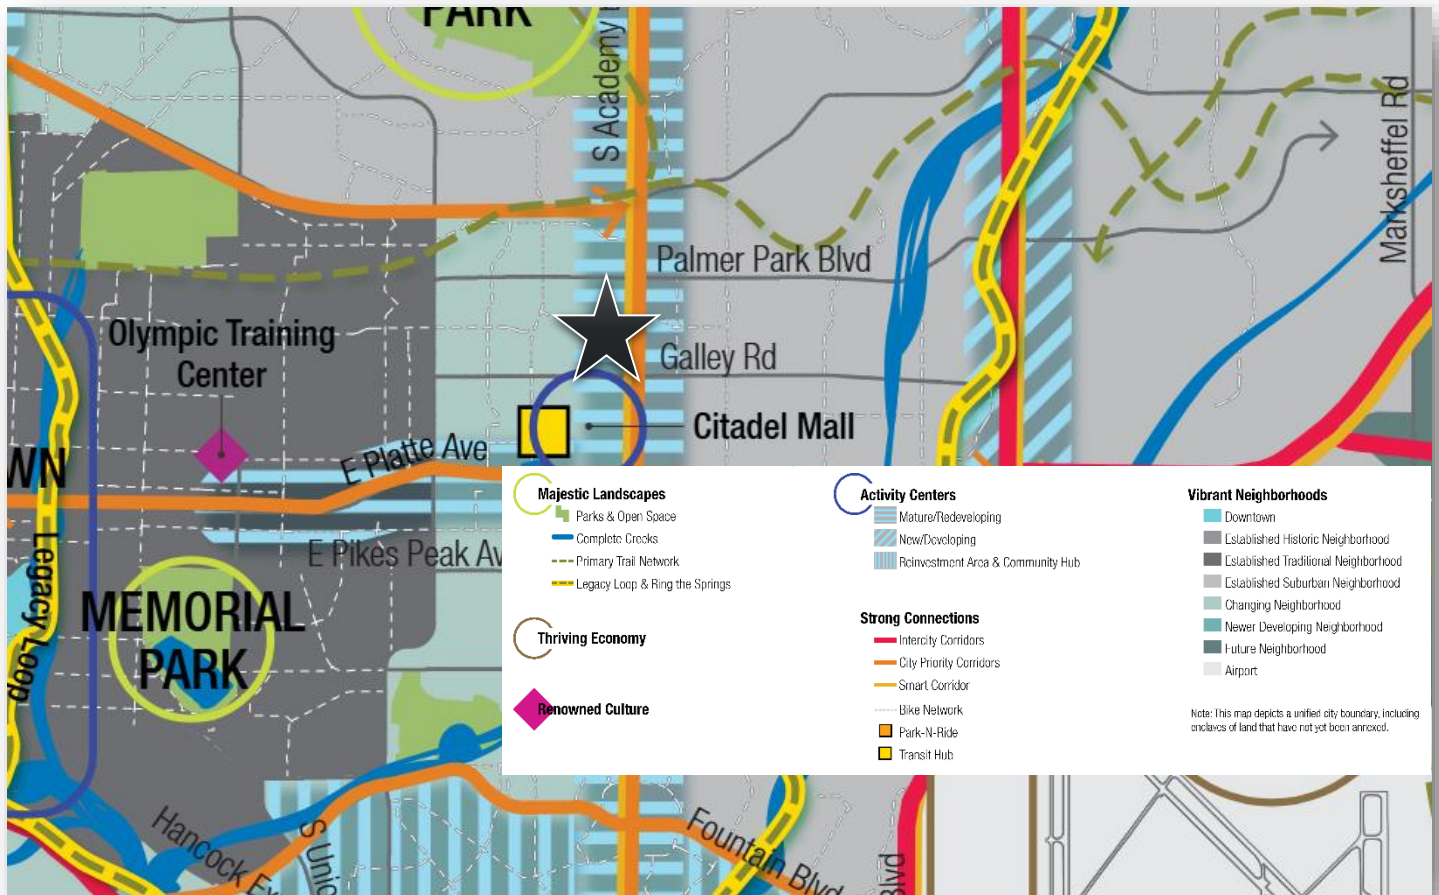 PARK
S Academy
Marksheffel Rd
Palmer Park Blvd
Olympic Training
Center
Galley Rd
Citadel Mall
E Platte Ave
WN
E Pikes Peak Av
Legacy Loop
MEMORIAL
PARK
Hancock Ex
S Unio
Fountain Blvd
Blvd
Majestic Landscapes
Parks & Open Space
Complete Creeks
Primary Trail Network
Legacy Loop & Ring the Springs
Thriving Economy
Renowned Culture
Activity Centers
Mature/Redeveloping
New/Developing
Reinvestment Area & Community Hub
Strong Connections
Intercity Corridors
City Priority Corridors
Smart Corridor
Bike Network
Park-N-Ride
Transit Hub
Vibrant Neighborhoods
Downtown
Established Historic Neighborhood
Established Traditional Neighborhood
Established Suburban Neighborhood
Changing Neighborhood
Newer Developing Neighborhood
Future Neighborhood
Airport
Note: This map depicts a unified city boundary, including
enclaves of land that have not yet been annexed.